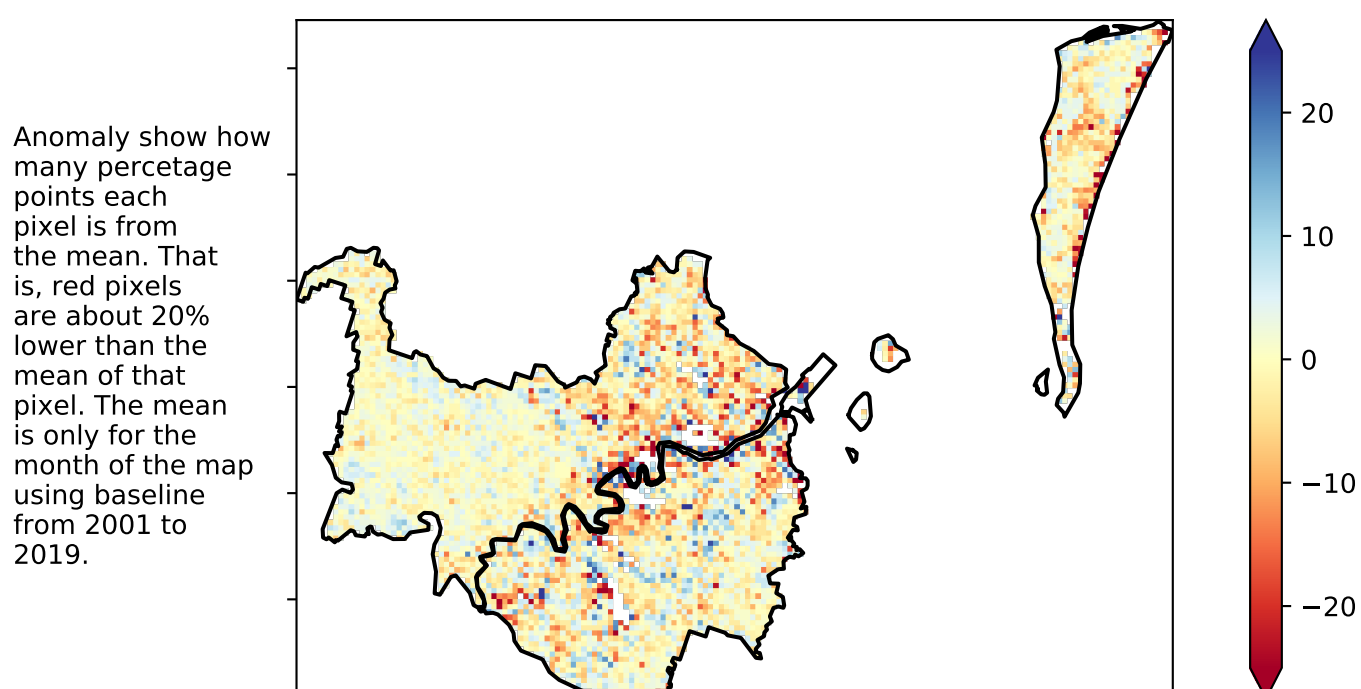 Anomaly show how
many percetage
points each
pixel is from
the mean. That
is, red pixels
are about 20%
lower than the
mean of that
pixel. The mean
is only for the
month of the map
using baseline
from 2001 to
2019.
20
10
0
−10
−20